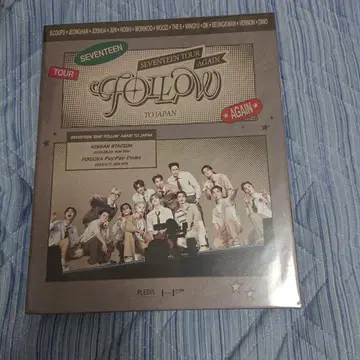 S.COUPS • JEONGHAN • JOSHUA • JUN • HOSHI • WONWOO • WOOZI • THE 8 • MINGYU • DK • SEUNGKWAN • VERNON • DINO
SEVENTEEN
TOUR
SEVENTEEN TOUR
AGAIN
FOLLOW
TO JAPAN
AGAIN
SEVENTEEN TOUR 'FOLLOW' AGAIN TO JAPAN
NISSAN STADIUM
FUKUOKA PayPay Dome
PLEDIS